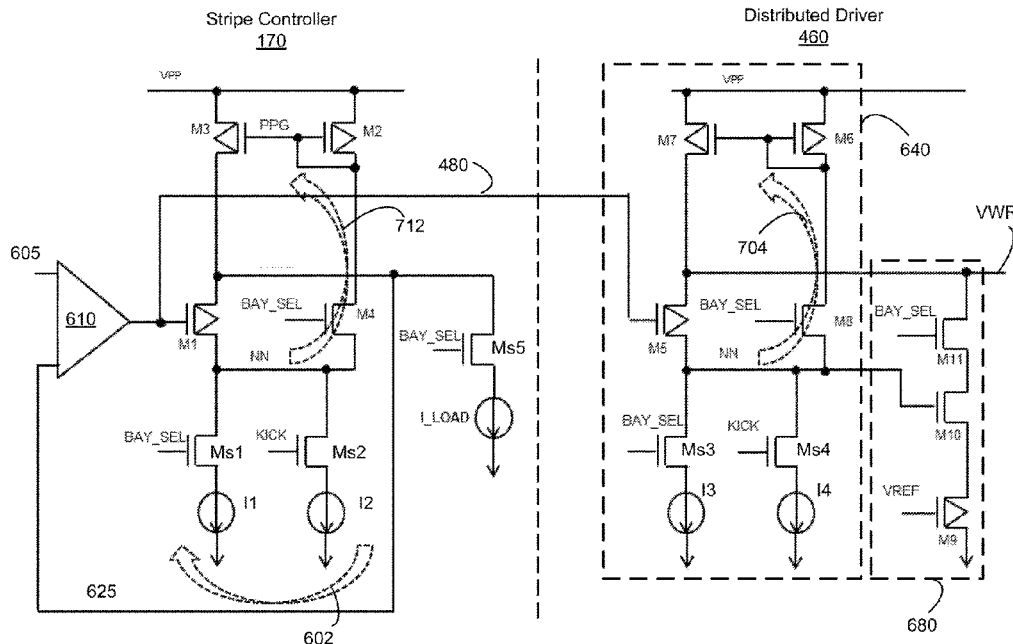 Stripe Controller
170
Distributed Driver
460
VPP
VPP
M3
PPG
M2
M7
M6
640
480
712
704
VWR
605
610
BAY_SEL
M4
M1
NN
BAY_SEL
Ms5
I_LOAD
BAY_SEL
M8
M5
NN
BAY_SEL
M11
M10
BAY_SEL
Ms1
KICK
Ms2
BAY_SEL
Ms3
KICK
Ms4
I1
I2
I3
I4
VREF
M9
625
602
680